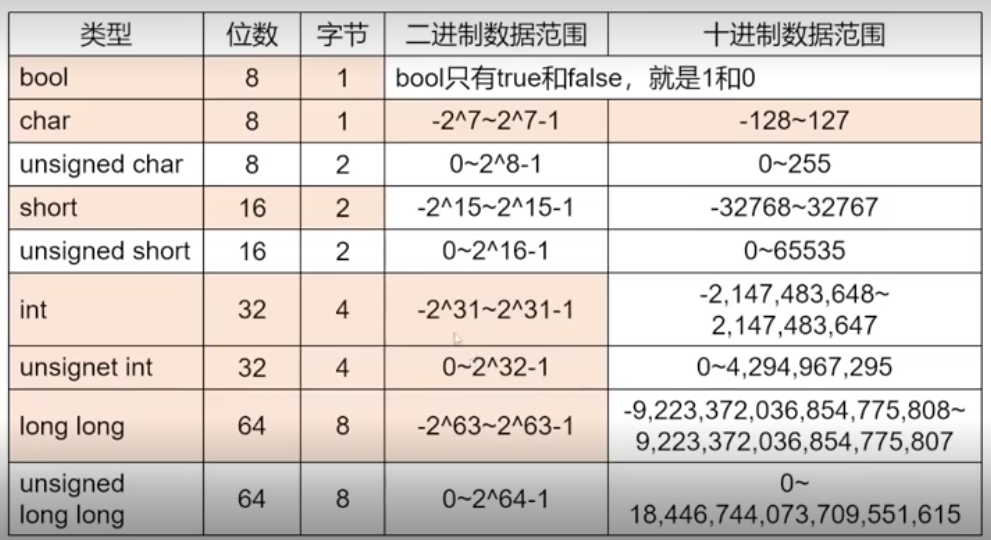 类型 位数 字节 二进制数据范围 十进制数据范围
bool 8 1 bool只有true和false，就是1和0
char 8 1 -2^7~2^7-1 -128~127
unsigned char 8 2 0~2^8-1 0~255
short 16 2 -2^15~2^15-1 -32768~32767
unsigned short 16 2 0~2^16-1 0~65535
int 32 4 -2^31~2^31-1 -2,147,483,648~
2,147,483,647
unsignet int 32 4 0~2^32-1 0~4,294,967,295
long long 64 8 -2^63~2^63-1 -9,223,372,036,854,775,808~
9,223,372,036,854,775,807
unsigned
long long 64 8 0~2^64-1 0~
18,446,744,073,709,551,615